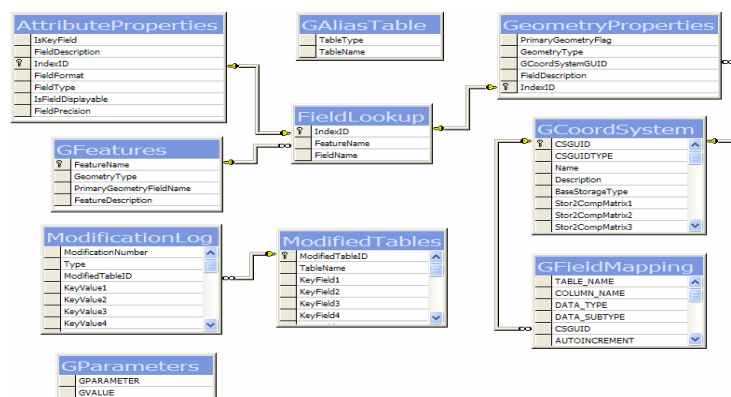 AttributeProperties
IsKeyField
FieldDescription
IndexID
FieldFormat
FieldType
IsFieldDisplayable
FieldPrecision
GAliasTable
TableType
TableName
GeometryProperties
PrimaryGeometryFlag
GeometryType
GCoordSystemGUID
FieldDescription
IndexID
FieldLookup
IndexID
FeatureName
FieldName
GFeatures
FeatureName
GeometryType
PrimaryGeometryFieldName
FeatureDescription
GCoordSystem
CSGUID
CSGUIDTYPE
Name
Description
BaseStorageType
Stor2CompMatrix1
Stor2CompMatrix2
Stor2CompMatrix3
ModificationLog
ModificationNumber
Type
ModifiedTableID
KeyValue1
KeyValue2
KeyValue3
KeyValue4
ModifiedTables
ModifiedTableID
TableName
KeyField1
KeyField2
KeyField3
KeyField4
GFieldMapping
TABLE_NAME
COLUMN_NAME
DATA_TYPE
DATA_SUBTYPE
CSGUID
AUTOINCREMENT
GParameters
GPARAMETER
GVALUE